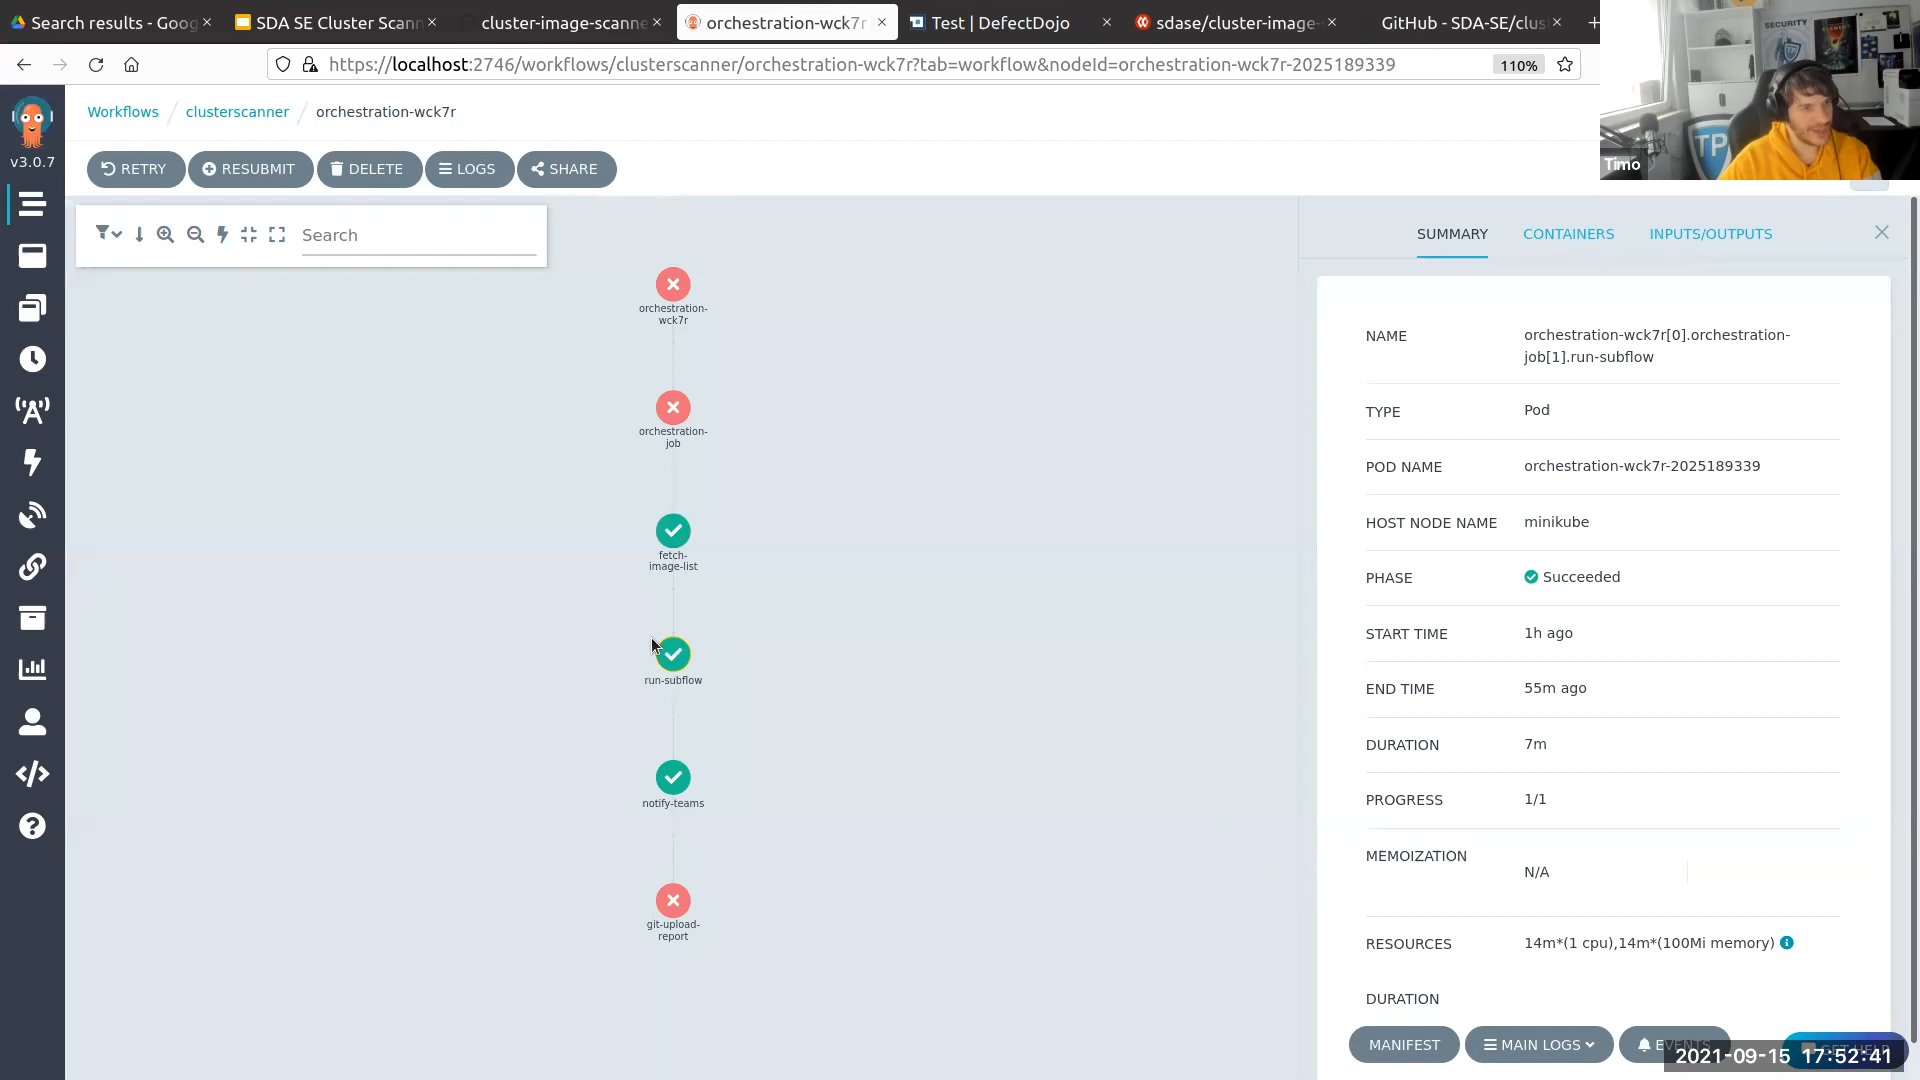 Search results - Goog
SDA SE Cluster Scann
cluster-image-scanne
orchestration-wck7r
Test | DefectDojo
sdase/cluster-image-
GitHub - SDA-SE/clus
https://localhost:2746/workflows/clusterscanner/orchestration-wck7r?tab=workflow&nodeId=orchestration-wck7r-2025189339
110%
SECURITY
TP
Timo
v3.0.7
Workflows / clusterscanner / orchestration-wck7r
RETRY
RESUBMIT
DELETE
LOGS
SHARE
Search
orchestration-
wck7r
orchestration-
job
fetch-
image-list
run-subflow
notify-teams
git-upload-
report
SUMMARY
CONTAINERS
INPUTS/OUTPUTS
NAME
orchestration-wck7r[0].orchestration-
job[1].run-subflow
TYPE
Pod
POD NAME
orchestration-wck7r-2025189339
HOST NODE NAME
minikube
PHASE
Succeeded
START TIME
1h ago
END TIME
55m ago
DURATION
7m
PROGRESS
1/1
MEMOIZATION
N/A
RESOURCES
14m*(1 cpu),14m*(100Mi memory)
DURATION
MANIFEST
MAIN LOGS
EVENTS
2021-09-15 17:52:41